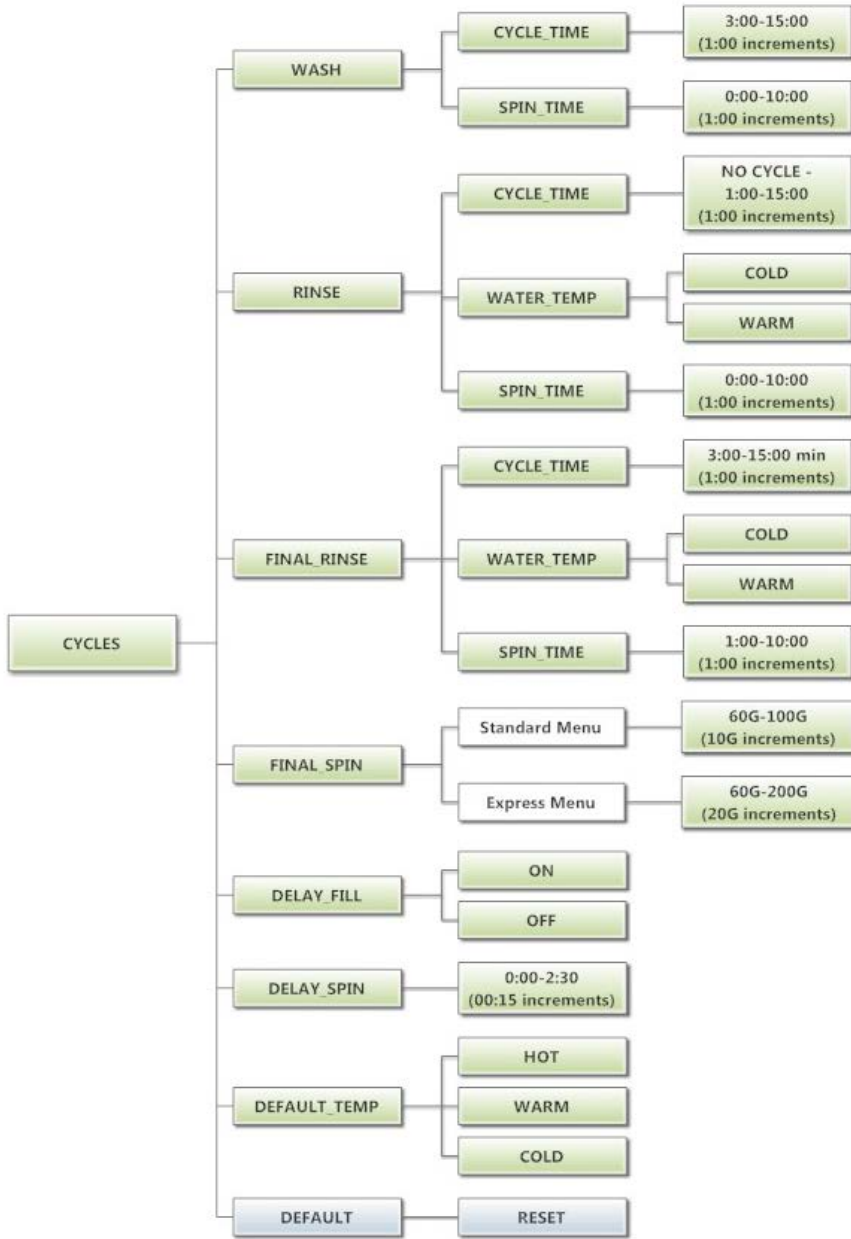 CYCLES
WASH
CYCLE_TIME
3:00-15:00
(1:00 increments)
SPIN_TIME
0:00-10:00
(1:00 increments)
RINSE
CYCLE_TIME
NO CYCLE -
1:00-15:00
(1:00 increments)
WATER_TEMP
COLD
WARM
SPIN_TIME
0:00-10:00
(1:00 increments)
FINAL_RINSE
CYCLE_TIME
3:00-15:00 min
(1:00 increments)
WATER_TEMP
COLD
WARM
SPIN_TIME
1:00-10:00
(1:00 increments)
FINAL_SPIN
Standard Menu
60G-100G
(10G increments)
Express Menu
60G-200G
(20G increments)
DELAY_FILL
ON
OFF
DELAY_SPIN
0:00-2:30
(00:15 increments)
DEFAULT_TEMP
HOT
WARM
COLD
DEFAULT
RESET